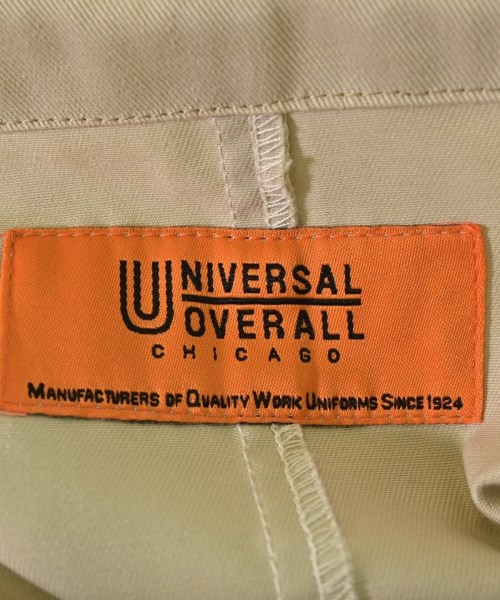 UNIVERSAL
OVERALL
CHICAGO
MANUFACTURERS OF QUALITY WORK UNIFORMS SINCE 1924